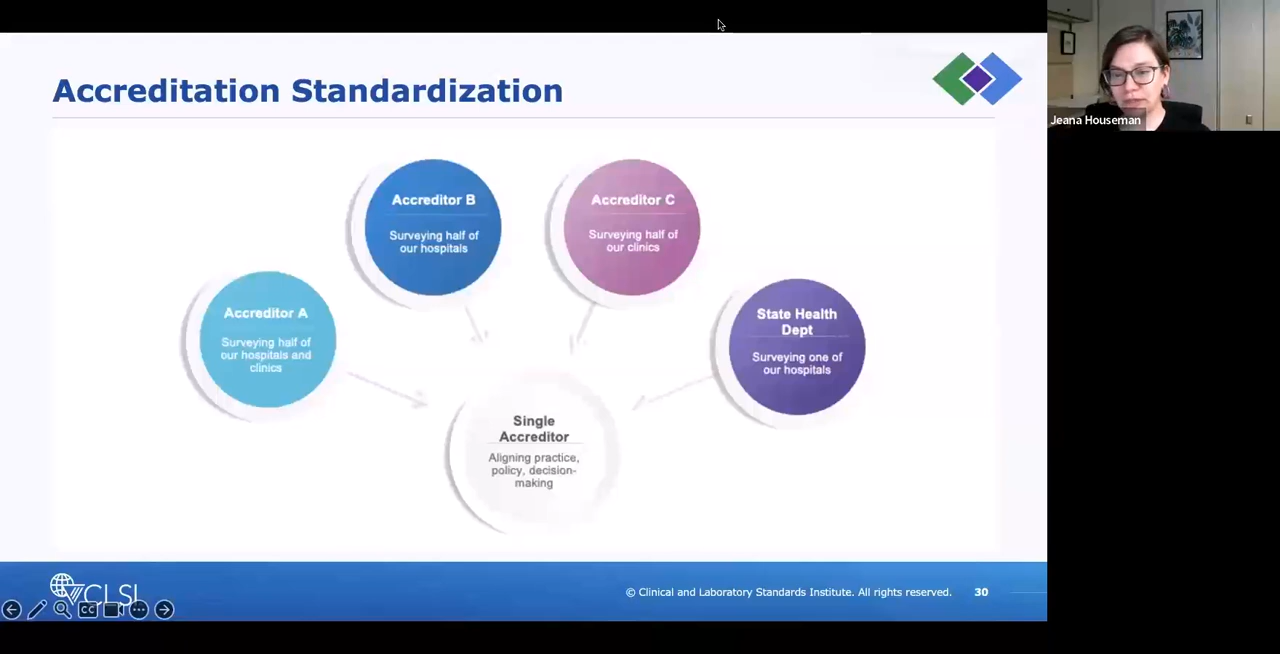 Accreditation Standardization
Jeana Houseman
Accreditor B
Surveying half of
our hospitals
Accreditor C
Surveying half of
our clinics
Accreditor A
Surveying half of
our hospitals and
clinics
State Health
Dept
Surveying one of
our hospitals
Single
Accreditor
Aligning practice,
policy, decision-
making
CLSI
CC
© Clinical and Laboratory Standards Institute. All rights reserved.
30